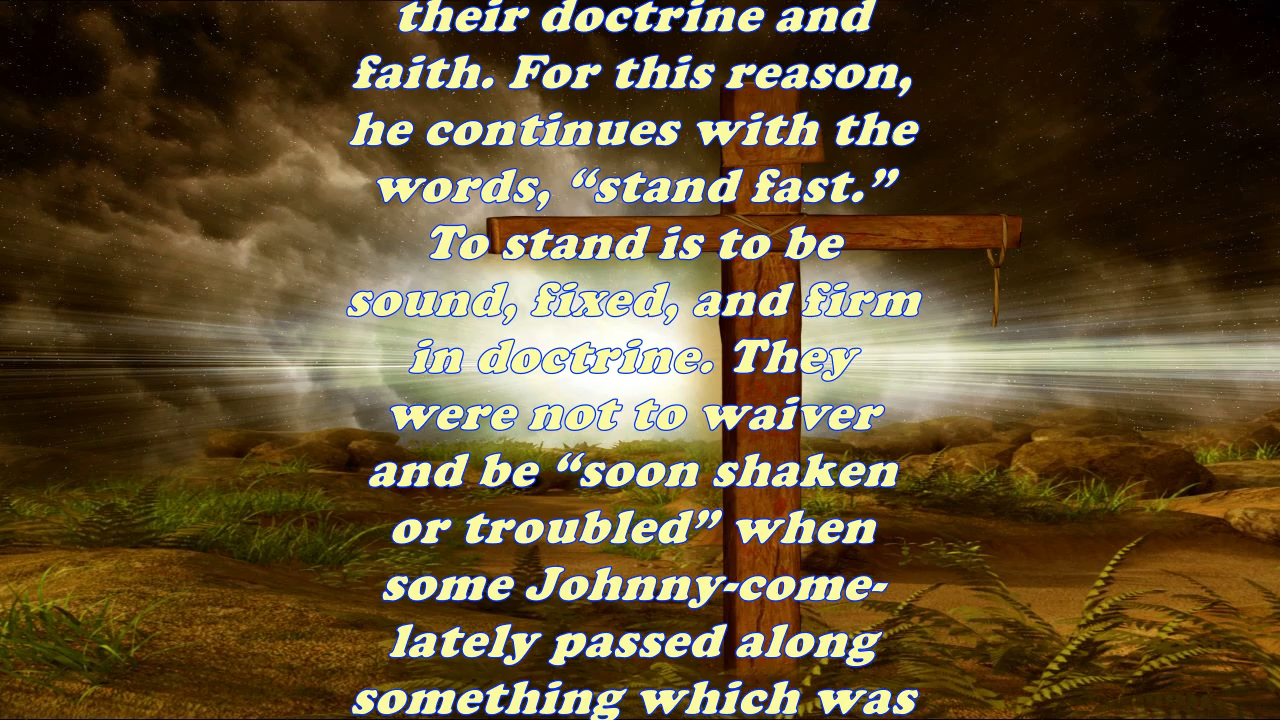 their doctrine and
faith. For this reason,
he continues with the
words, “stand fast.”
To stand is to be
sound, fixed, and firm
in doctrine. They
were not to waiver
and be “soon shaken
or troubled” when
some Johnny-come-
lately passed along
something which was